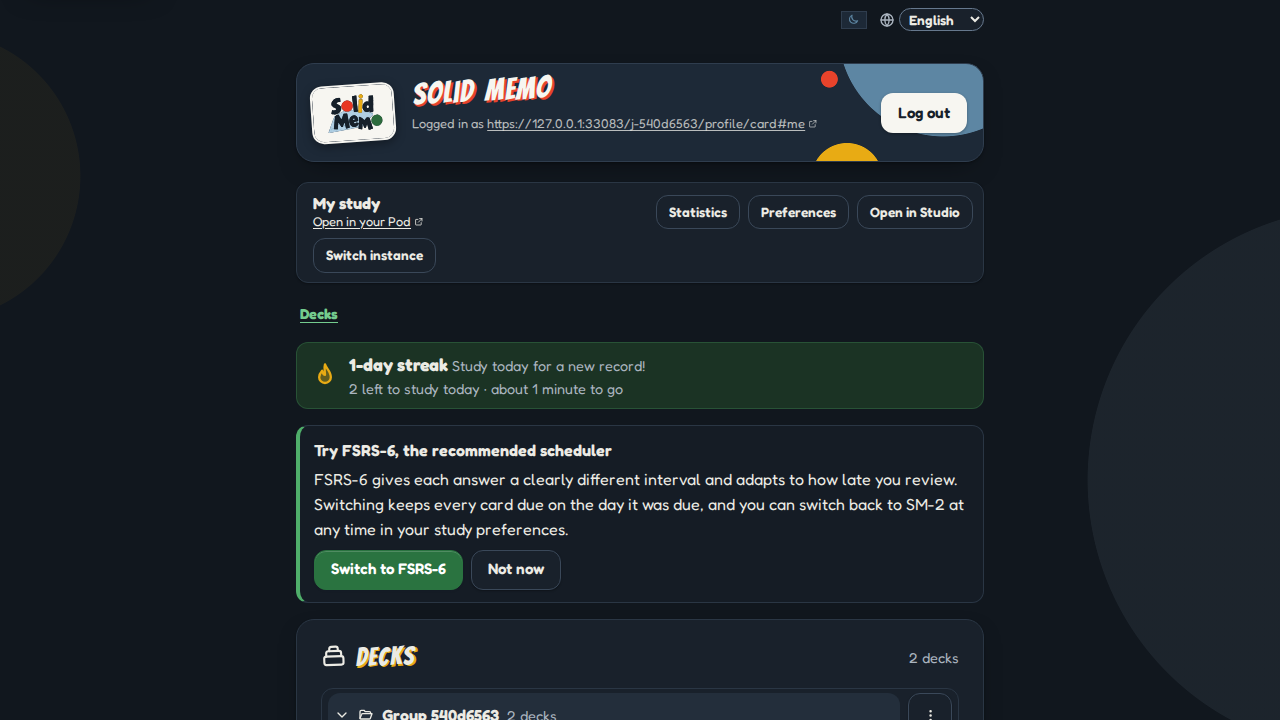 English
Solid Memo
SOLID MEMO
Logged in as https://127.0.0.1:33083/j-540d6563/profile/card#me
Log out
My study
Open in your Pod
Statistics
Preferences
Open in Studio
Switch instance
Decks
1-day streak Study today for a new record!
2 left to study today · about 1 minute to go
Try FSRS-6, the recommended scheduler
FSRS-6 gives each answer a clearly different interval and adapts to how late you review.
Switching keeps every card due on the day it was due, and you can switch back to SM-2 at
any time in your study preferences.
Switch to FSRS-6
Not now
DECKS
2 decks
Group 540d6563 2 decks